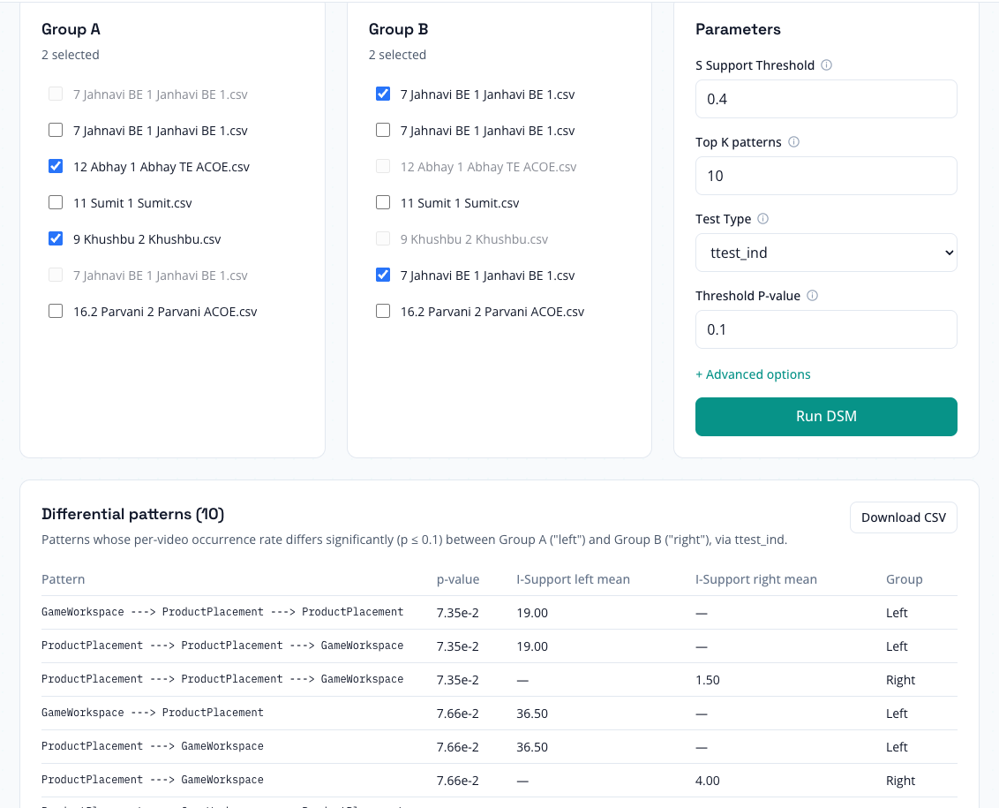 Group A
2 selected
7 Jahnavi BE 1 Janhavi BE 1.csv
7 Jahnavi BE 1 Janhavi BE 1.csv
12 Abhay 1 Abhay TE ACOE.csv
11 Sumit 1 Sumit.csv
9 Khushbu 2 Khushbu.csv
7 Jahnavi BE 1 Janhavi BE 1.csv
16.2 Parvani 2 Parvani ACOE.csv
Group B
2 selected
7 Jahnavi BE 1 Janhavi BE 1.csv
7 Jahnavi BE 1 Janhavi BE 1.csv
12 Abhay 1 Abhay TE ACOE.csv
11 Sumit 1 Sumit.csv
9 Khushbu 2 Khushbu.csv
7 Jahnavi BE 1 Janhavi BE 1.csv
16.2 Parvani 2 Parvani ACOE.csv
Parameters
S Support Threshold
0.4
Top K patterns
10
Test Type
ttest_ind
Threshold P-value
0.1
+ Advanced options
Run DSM
Differential patterns (10)
Download CSV
Patterns whose per-video occurrence rate differs significantly (p ≤ 0.1) between Group A ("left") and Group B ("right"), via ttest_ind.
Pattern p-value I-Support left mean I-Support right mean Group
GameWorkspace ---> ProductPlacement ---> ProductPlacement 7.35e-2 19.00 — Left
ProductPlacement ---> ProductPlacement ---> GameWorkspace 7.35e-2 19.00 — Left
ProductPlacement ---> ProductPlacement ---> GameWorkspace 7.35e-2 — 1.50 Right
GameWorkspace ---> ProductPlacement 7.66e-2 36.50 — Left
ProductPlacement ---> GameWorkspace 7.66e-2 36.50 — Left
ProductPlacement ---> GameWorkspace 7.66e-2 — 4.00 Right